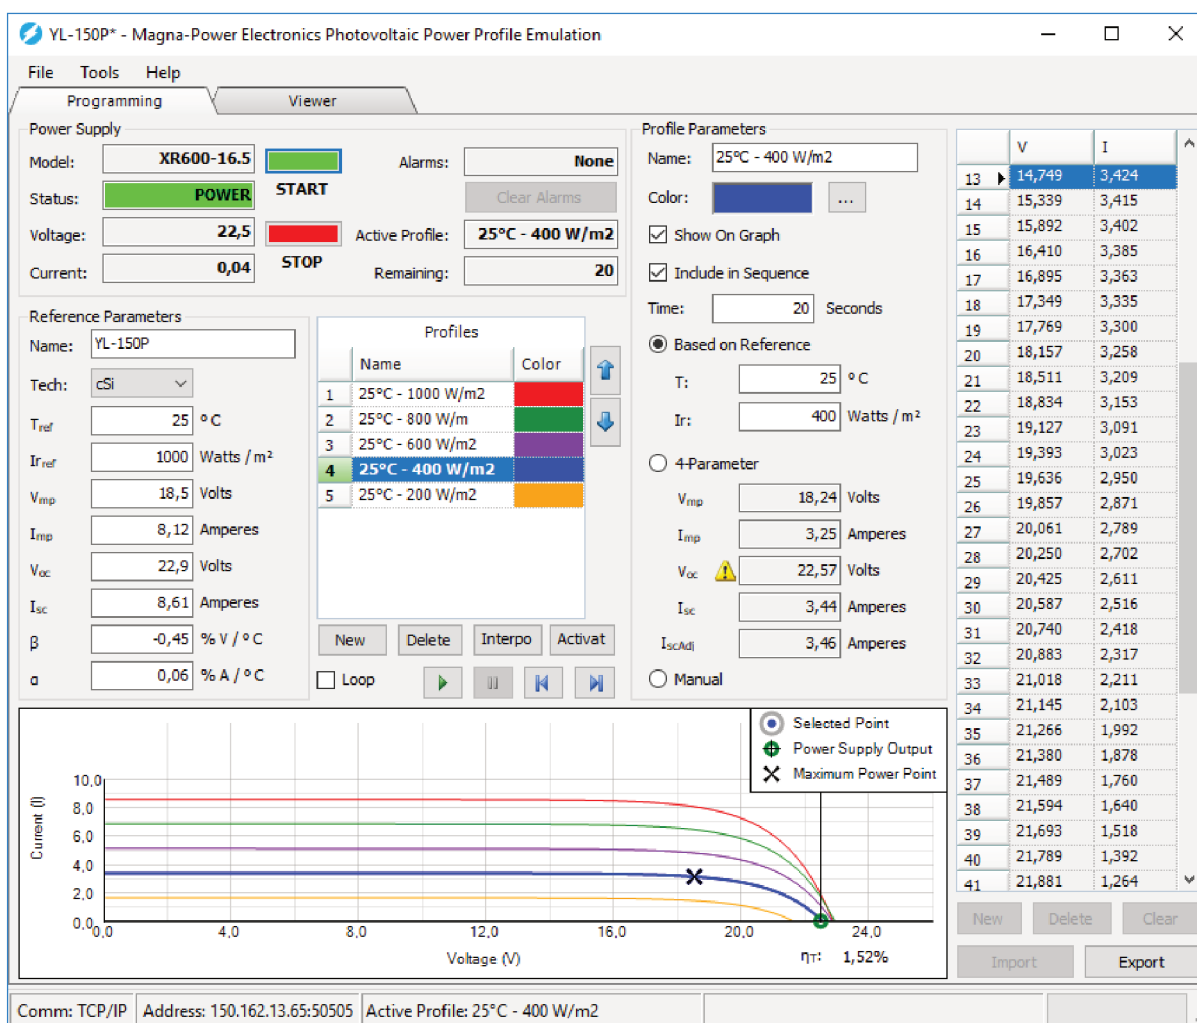 YL-150P* - Magna-Power Electronics Photovoltaic Power Profile Emulation
File Tools Help
Programming Viewer
Power Supply
Model: XR600-16.5
START
Status: POWER
Voltage: 22,5
STOP
Current: 0,04
Alarms: None
Clear Alarms
Active Profile: 25°C - 400 W/m2
Remaining: 20
Reference Parameters
Name: YL-150P
Tech: cSi
Tref 25 °C
Irref 1000 Watts / m²
Vmp 18,5 Volts
Imp 8,12 Amperes
Voc 22,9 Volts
Isc 8,61 Amperes
β -0,45 % V / °C
α 0,06 % A / °C
Profiles
Name Color
1 25°C - 1000 W/m2
2 25°C - 800 W/m
3 25°C - 600 W/m2
4 25°C - 400 W/m2
5 25°C - 200 W/m2
New Delete Interpo Activat
Loop
Profile Parameters
Name: 25°C - 400 W/m2
Color: ...
Show On Graph
Include in Sequence
Time: 20 Seconds
Based on Reference
T: 25 °C
Ir: 400 Watts / m²
4-Parameter
Vmp 18,24 Volts
Imp 3,25 Amperes
Voc 22,57 Volts
Isc 3,44 Amperes
IscAdj 3,46 Amperes
Manual
V I
13 14,749 3,424
14 15,339 3,415
15 15,892 3,402
16 16,410 3,385
17 16,895 3,363
18 17,349 3,335
19 17,769 3,300
20 18,157 3,258
21 18,511 3,209
22 18,834 3,153
23 19,127 3,091
24 19,393 3,023
25 19,636 2,950
26 19,857 2,871
27 20,061 2,789
28 20,250 2,702
29 20,425 2,611
30 20,587 2,516
31 20,740 2,418
32 20,883 2,317
33 21,018 2,211
34 21,145 2,103
35 21,266 1,992
36 21,380 1,878
37 21,489 1,760
38 21,594 1,640
39 21,693 1,518
40 21,789 1,392
41 21,881 1,264
New Delete Clear
Import Export
Selected Point
Power Supply Output
Maximum Power Point
Current (I)
10,0
8,0
6,0
4,0
2,0
0,0
0,0 4,0 8,0 12,0 16,0 20,0 24,0
Voltage (V)
ηT: 1,52%
Comm: TCP/IP Address: 150.162.13.65:50505 Active Profile: 25°C - 400 W/m2